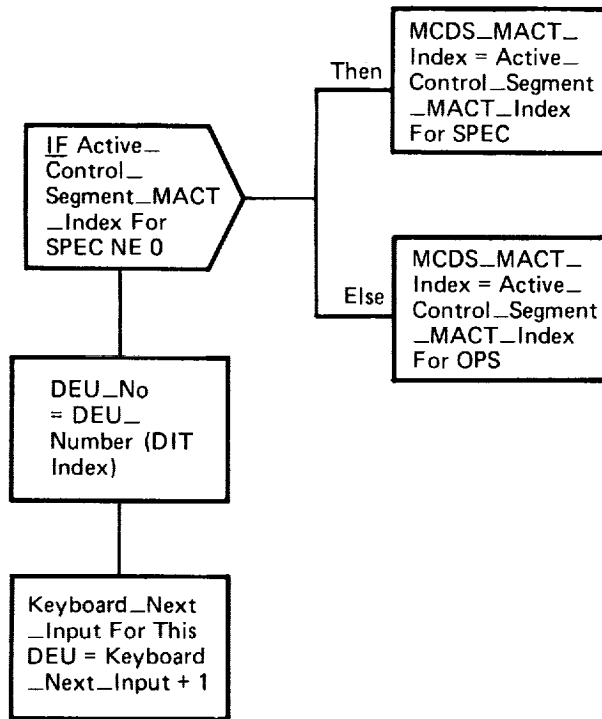 MCDS_MACT_
Index = Active_
Control_Segment
_MACT_Index
For SPEC
Then
IF Active_
Control_
Segment_MACT
_Index For
SPEC NE 0
Else
MCDS_MACT_
Index = Active_
Control_Segment
_MACT_Index
For OPS
DEU_No
= DEU_
Number (DIT
Index)
Keyboard_Next
_Input For This
DEU = Keyboard
_Next_Input + 1